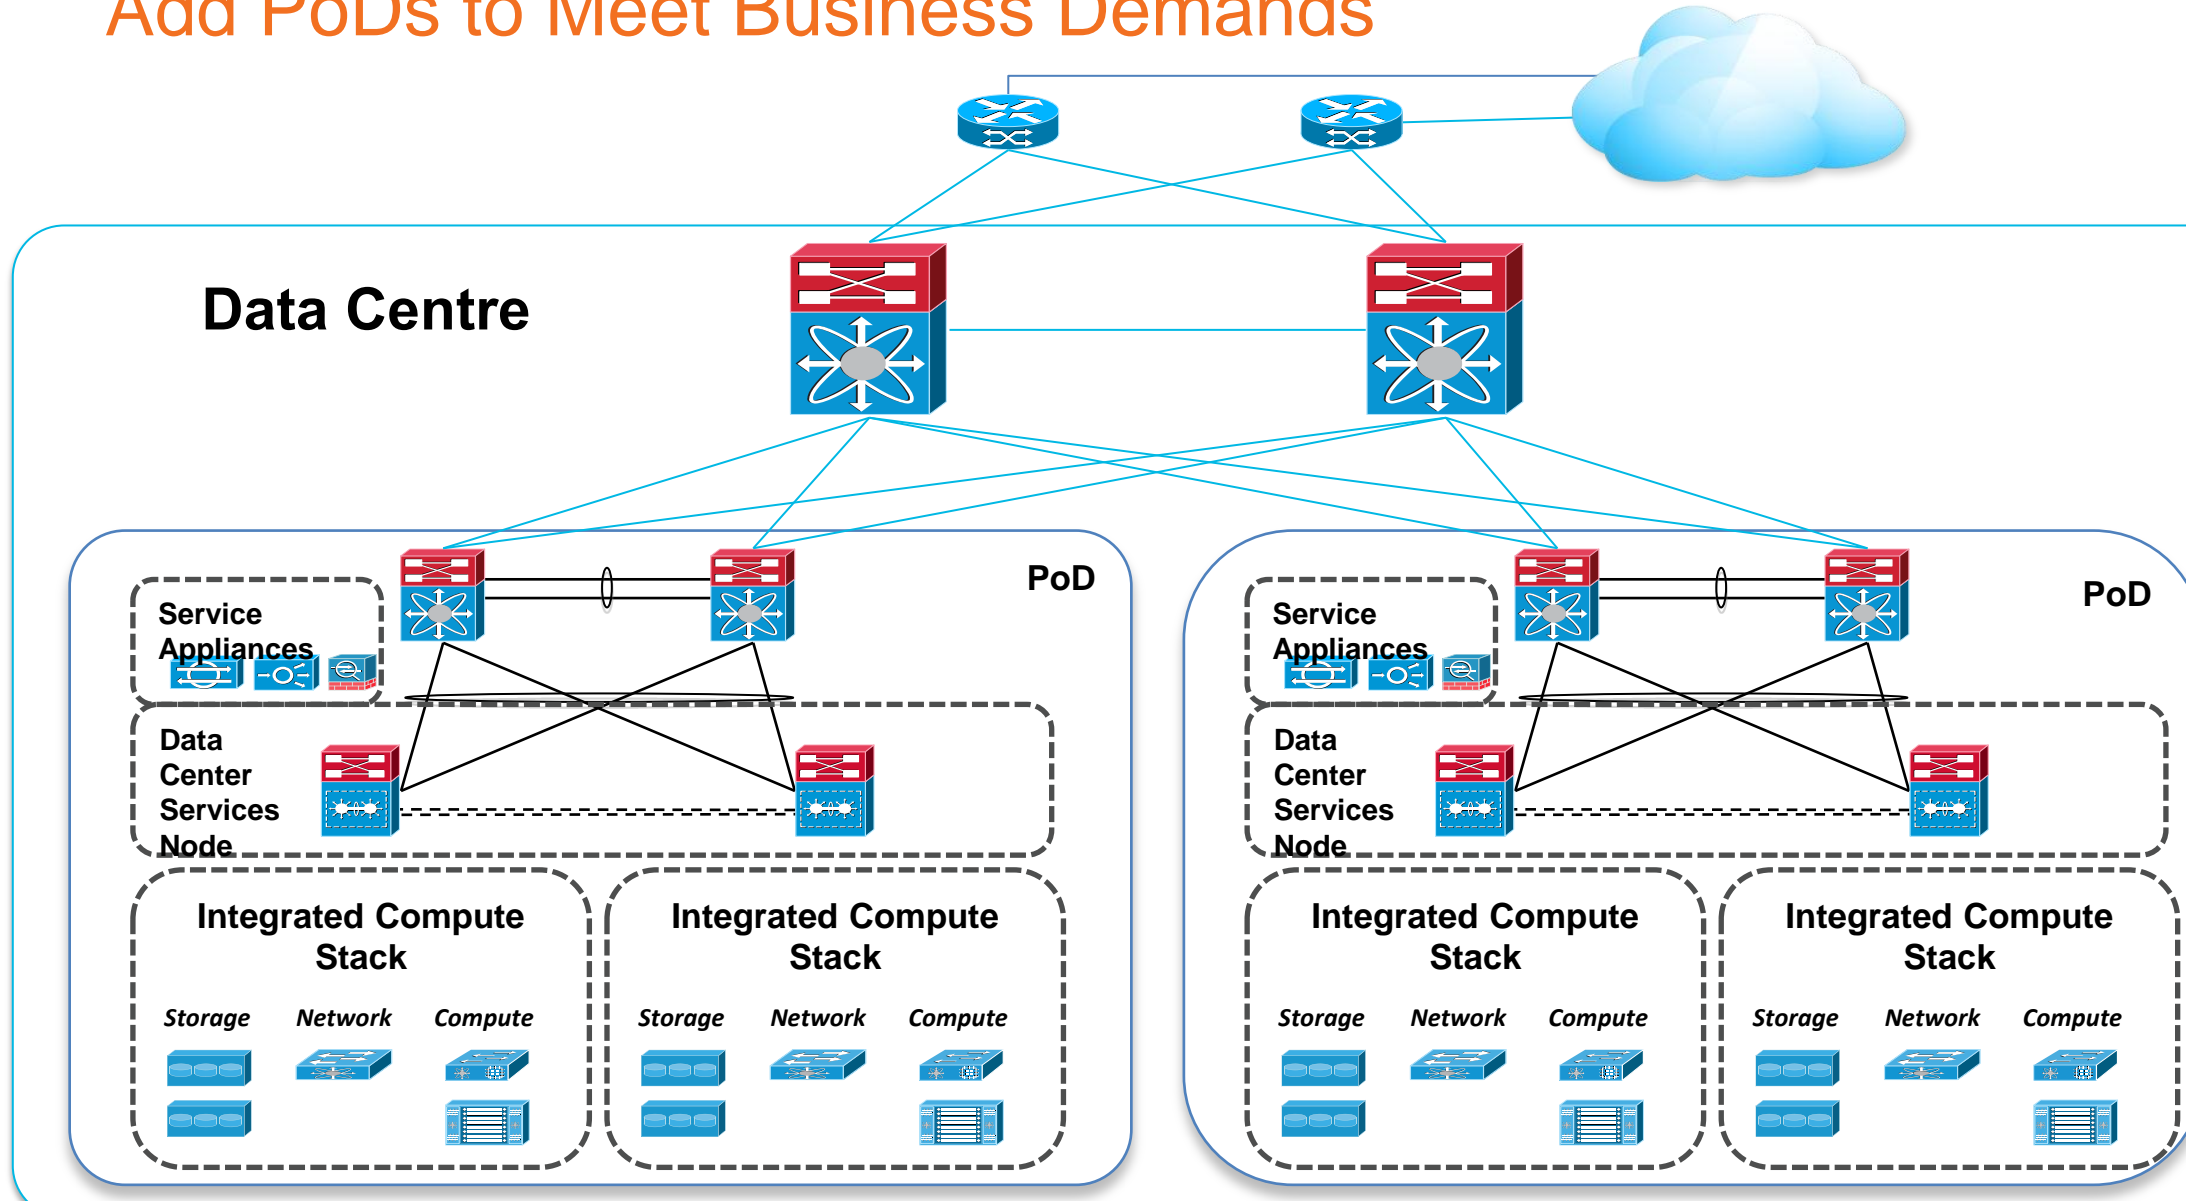 Add PoDs to Meet Business Demands
Data Centre
PoD
Service
Appliances
Data
Center
Services
Node
Integrated Compute
Stack
Storage Network Compute
Integrated Compute
Stack
Storage Network Compute
PoD
Service
Appliances
Data
Center
Services
Node
Integrated Compute
Stack
Storage Network Compute
Integrated Compute
Stack
Storage Network Compute